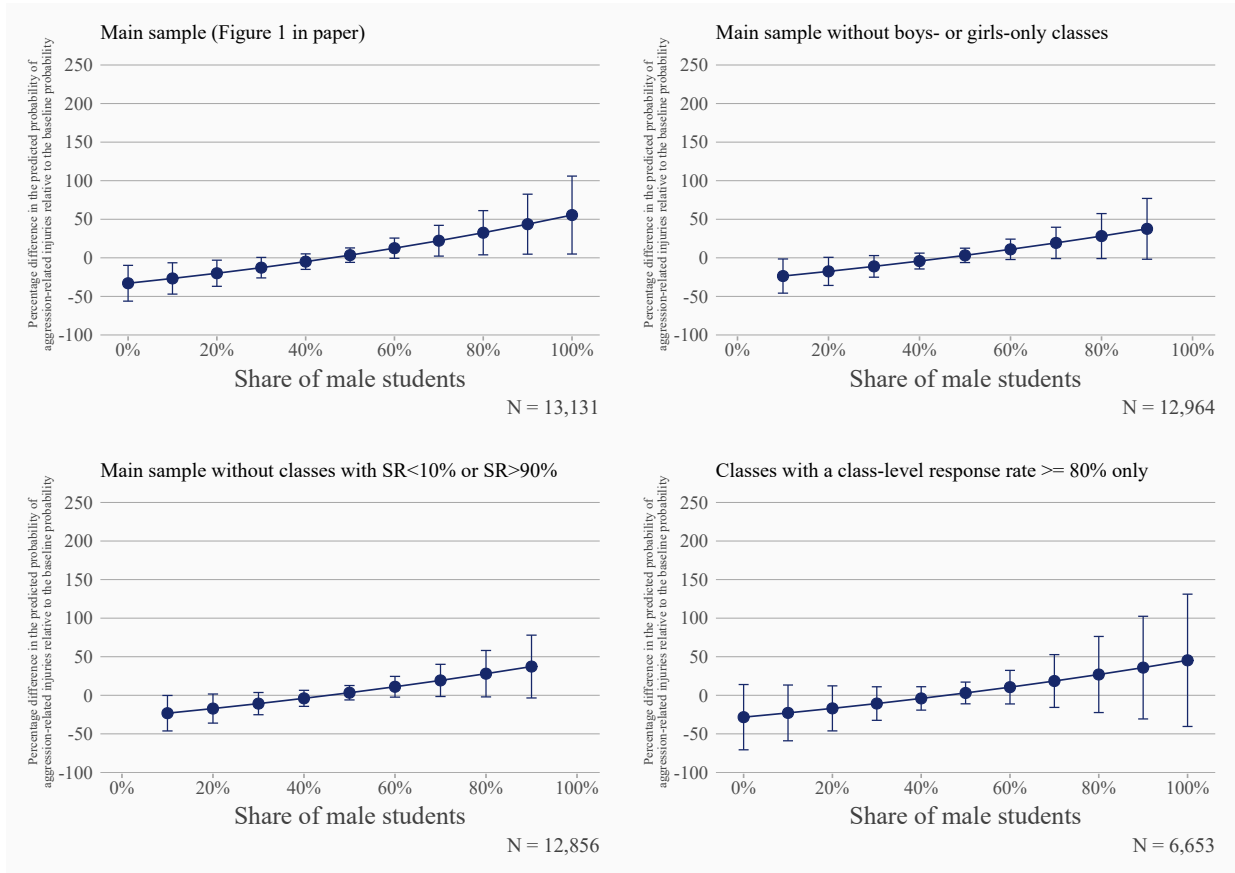 Main sample (Figure 1 in paper)
Percentage difference in the predicted probability of
aggression-related injuries relative to the baseline probability
250
200
150
100
50
0
-50
-100
0% 20% 40% 60% 80% 100%
Share of male students
N = 13,131
Main sample without boys- or girls-only classes
Percentage difference in the predicted probability of
aggression-related injuries relative to the baseline probability
250
200
150
100
50
0
-50
-100
0% 20% 40% 60% 80% 100%
Share of male students
N = 12,964
Main sample without classes with SR<10% or SR>90%
Percentage difference in the predicted probability of
aggression-related injuries relative to the baseline probability
250
200
150
100
50
0
-50
-100
0% 20% 40% 60% 80% 100%
Share of male students
N = 12,856
Classes with a class-level response rate >= 80% only
Percentage difference in the predicted probability of
aggression-related injuries relative to the baseline probability
250
200
150
100
50
0
-50
-100
0% 20% 40% 60% 80% 100%
Share of male students
N = 6,653